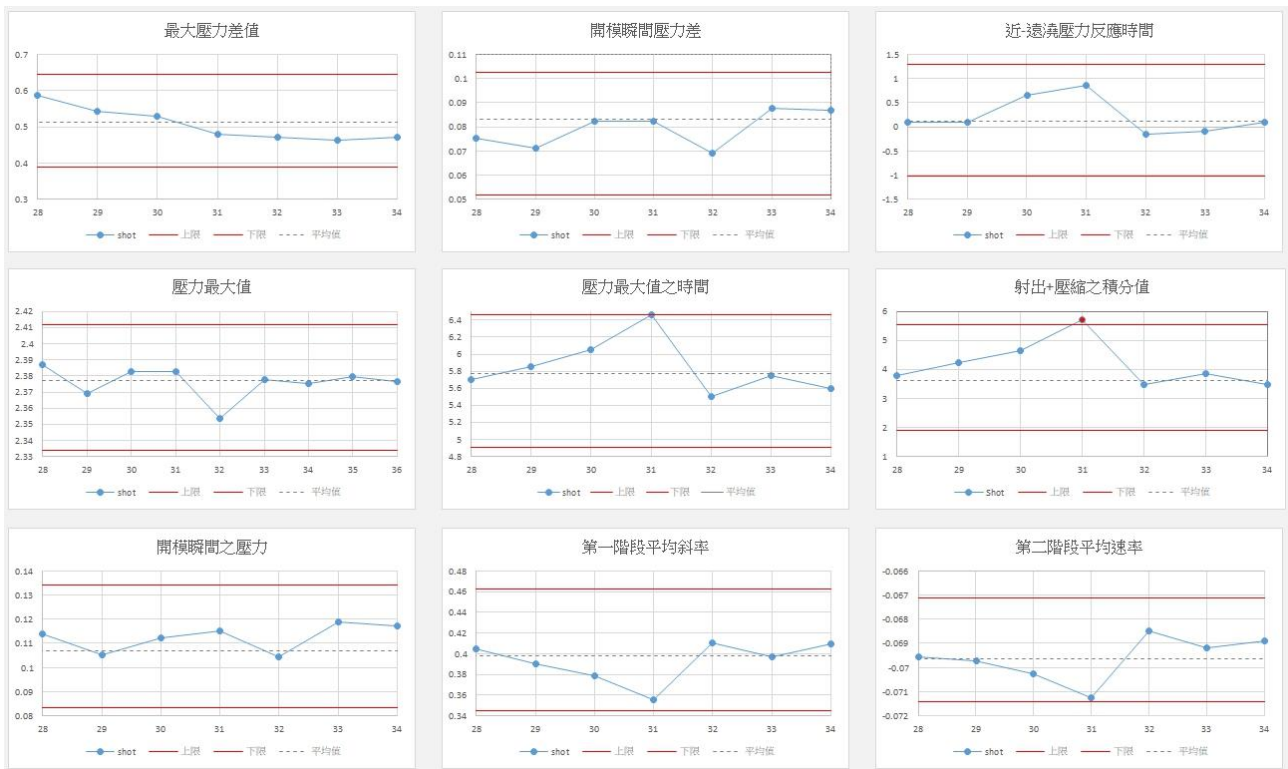 最大壓力差值
0.7
0.6
0.5
0.4
0.3
28 29 30 31 32 33 34
shot 上限 下限 平均值
開模瞬間壓力差
0.11
0.1
0.09
0.08
0.07
0.06
0.05
28 29 30 31 32 33 34
shot 上限 下限 平均值
近-遠澆壓力反應時間
1.5
1
0.5
0
-0.5
-1
-1.5
28 29 30 31 32 33 34
shot 上限 下限 平均值
壓力最大值
2.42
2.41
2.4
2.39
2.38
2.37
2.36
2.35
2.34
2.33
28 29 30 31 32 33 34 35 36
shot 上限 下限 平均值
壓力最大值之時間
6.4
6.2
6
5.8
5.6
5.4
5.2
5
4.8
28 29 30 31 32 33 34
shot 上限 下限 平均值
射出+壓縮之積分值
6
5
4
3
2
1
28 29 30 31 32 33 34
Shot 上限 下限 平均值
開模瞬間之壓力
0.14
0.13
0.12
0.11
0.1
0.09
0.08
28 29 30 31 32 33 34
shot 上限 下限 平均值
第一階段平均斜率
0.48
0.46
0.44
0.42
0.4
0.38
0.36
0.34
28 29 30 31 32 33 34
shot 上限 下限 平均值
第二階段平均速率
-0.066
-0.067
-0.068
-0.069
-0.07
-0.071
-0.072
28 29 30 31 32 33 34
shot 上限 下限 平均值